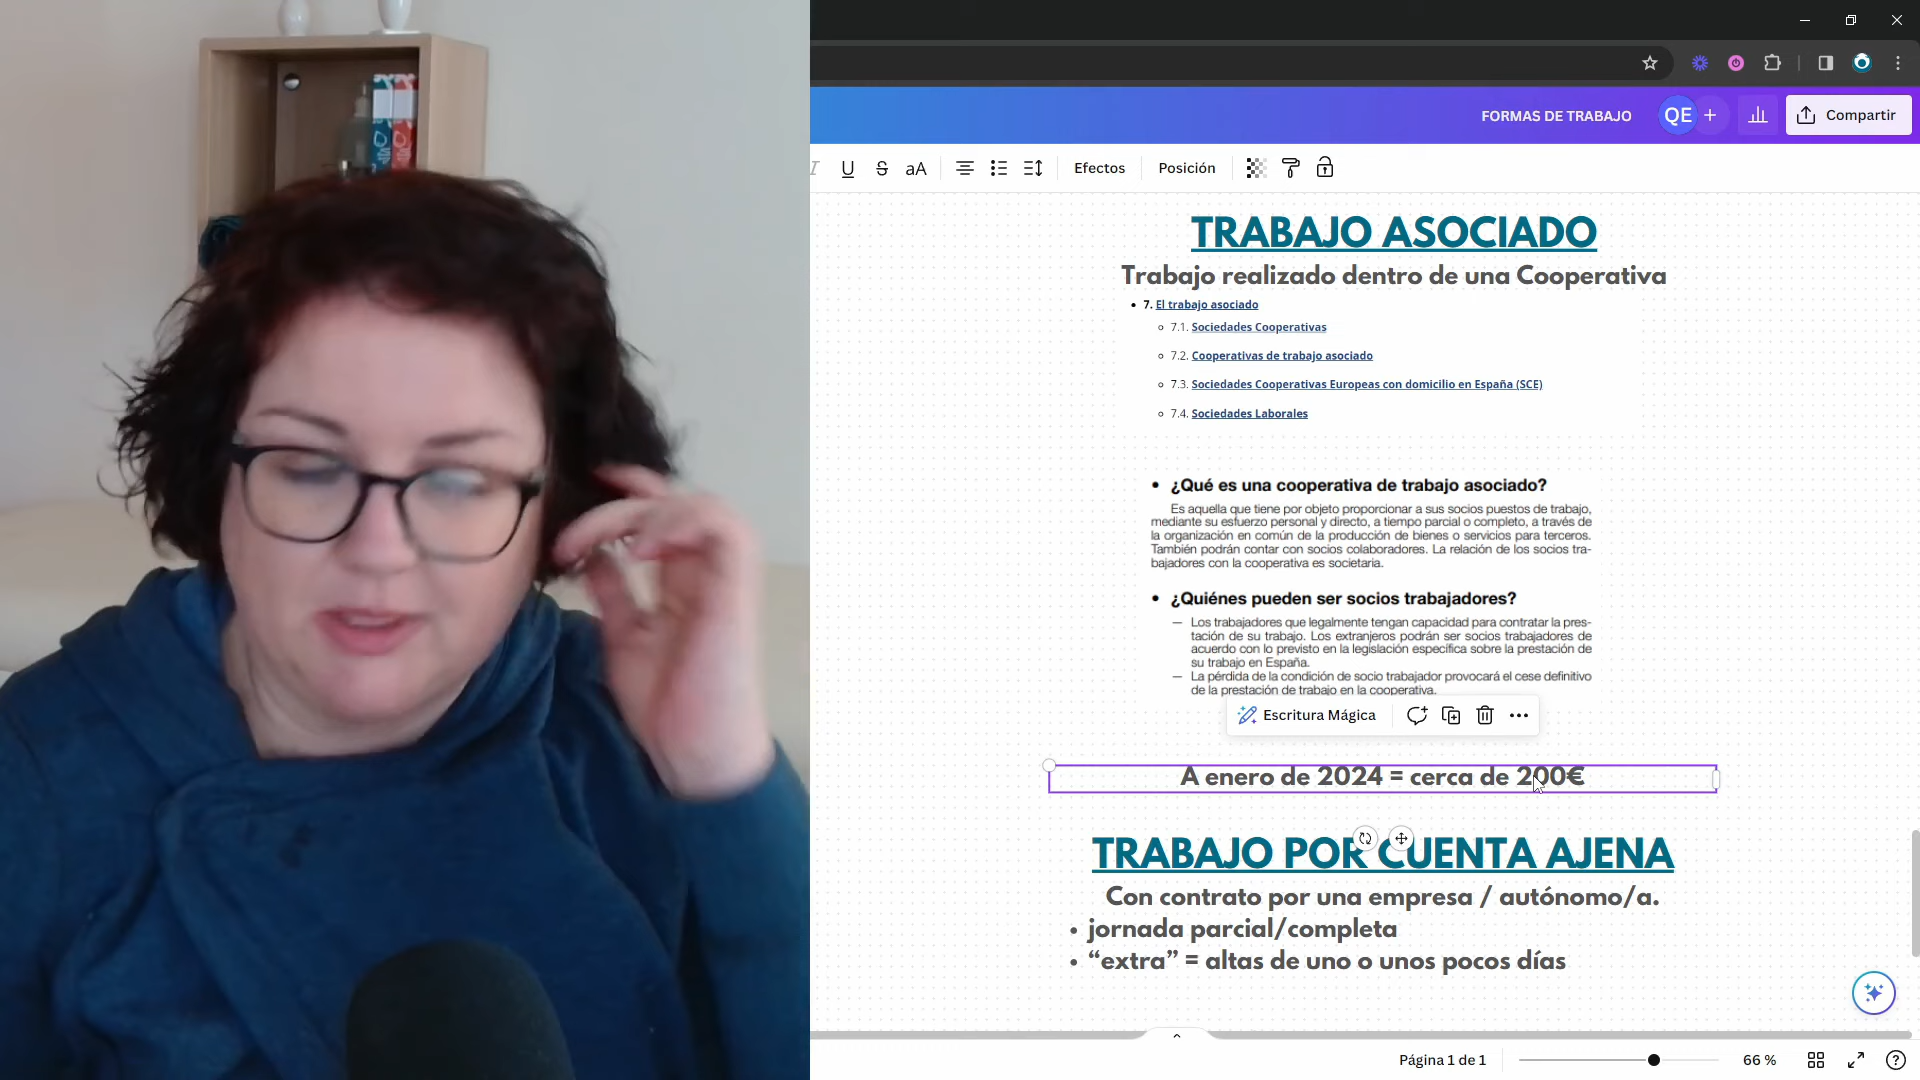 FORMAS DE TRABAJO
QE
+
Compartir
I
U
S
aA
Efectos
Posición
TRABAJO ASOCIADO
Trabajo realizado dentro de una Cooperativa
• 7. El trabajo asociado
7.1. Sociedades Cooperativas
7.2. Cooperativas de trabajo asociado
7.3. Sociedades Cooperativas Europeas con domicilio en España (SCE)
7.4. Sociedades Laborales
• ¿Qué es una cooperativa de trabajo asociado?
Es aquella que tiene por objeto proporcionar a sus socios puestos de trabajo,
mediante su esfuerzo personal y directo, a tiempo parcial o completo, a través de
la organización en común de la producción de bienes o servicios para terceros.
También podrán contar con socios colaboradores. La relación de los socios tra-
bajadores con la cooperativa es societaria.
• ¿Quiénes pueden ser socios trabajadores?
— Los trabajadores que legalmente tengan capacidad para contratar la pres-
tación de su trabajo. Los extranjeros podrán ser socios trabajadores de
acuerdo con lo previsto en la legislación específica sobre la prestación de
su trabajo en España.
— La pérdida de la condición de socio trabajador provocará el cese definitivo
de la prestación de trabajo en la cooperativa.
Escritura Mágica
A enero de 2024 = cerca de 200€
TRABAJO POR CUENTA AJENA
Con contrato por una empresa / autónomo/a.
• jornada parcial/completa
• “extra” = altas de uno o unos pocos días
Página 1 de 1
66 %